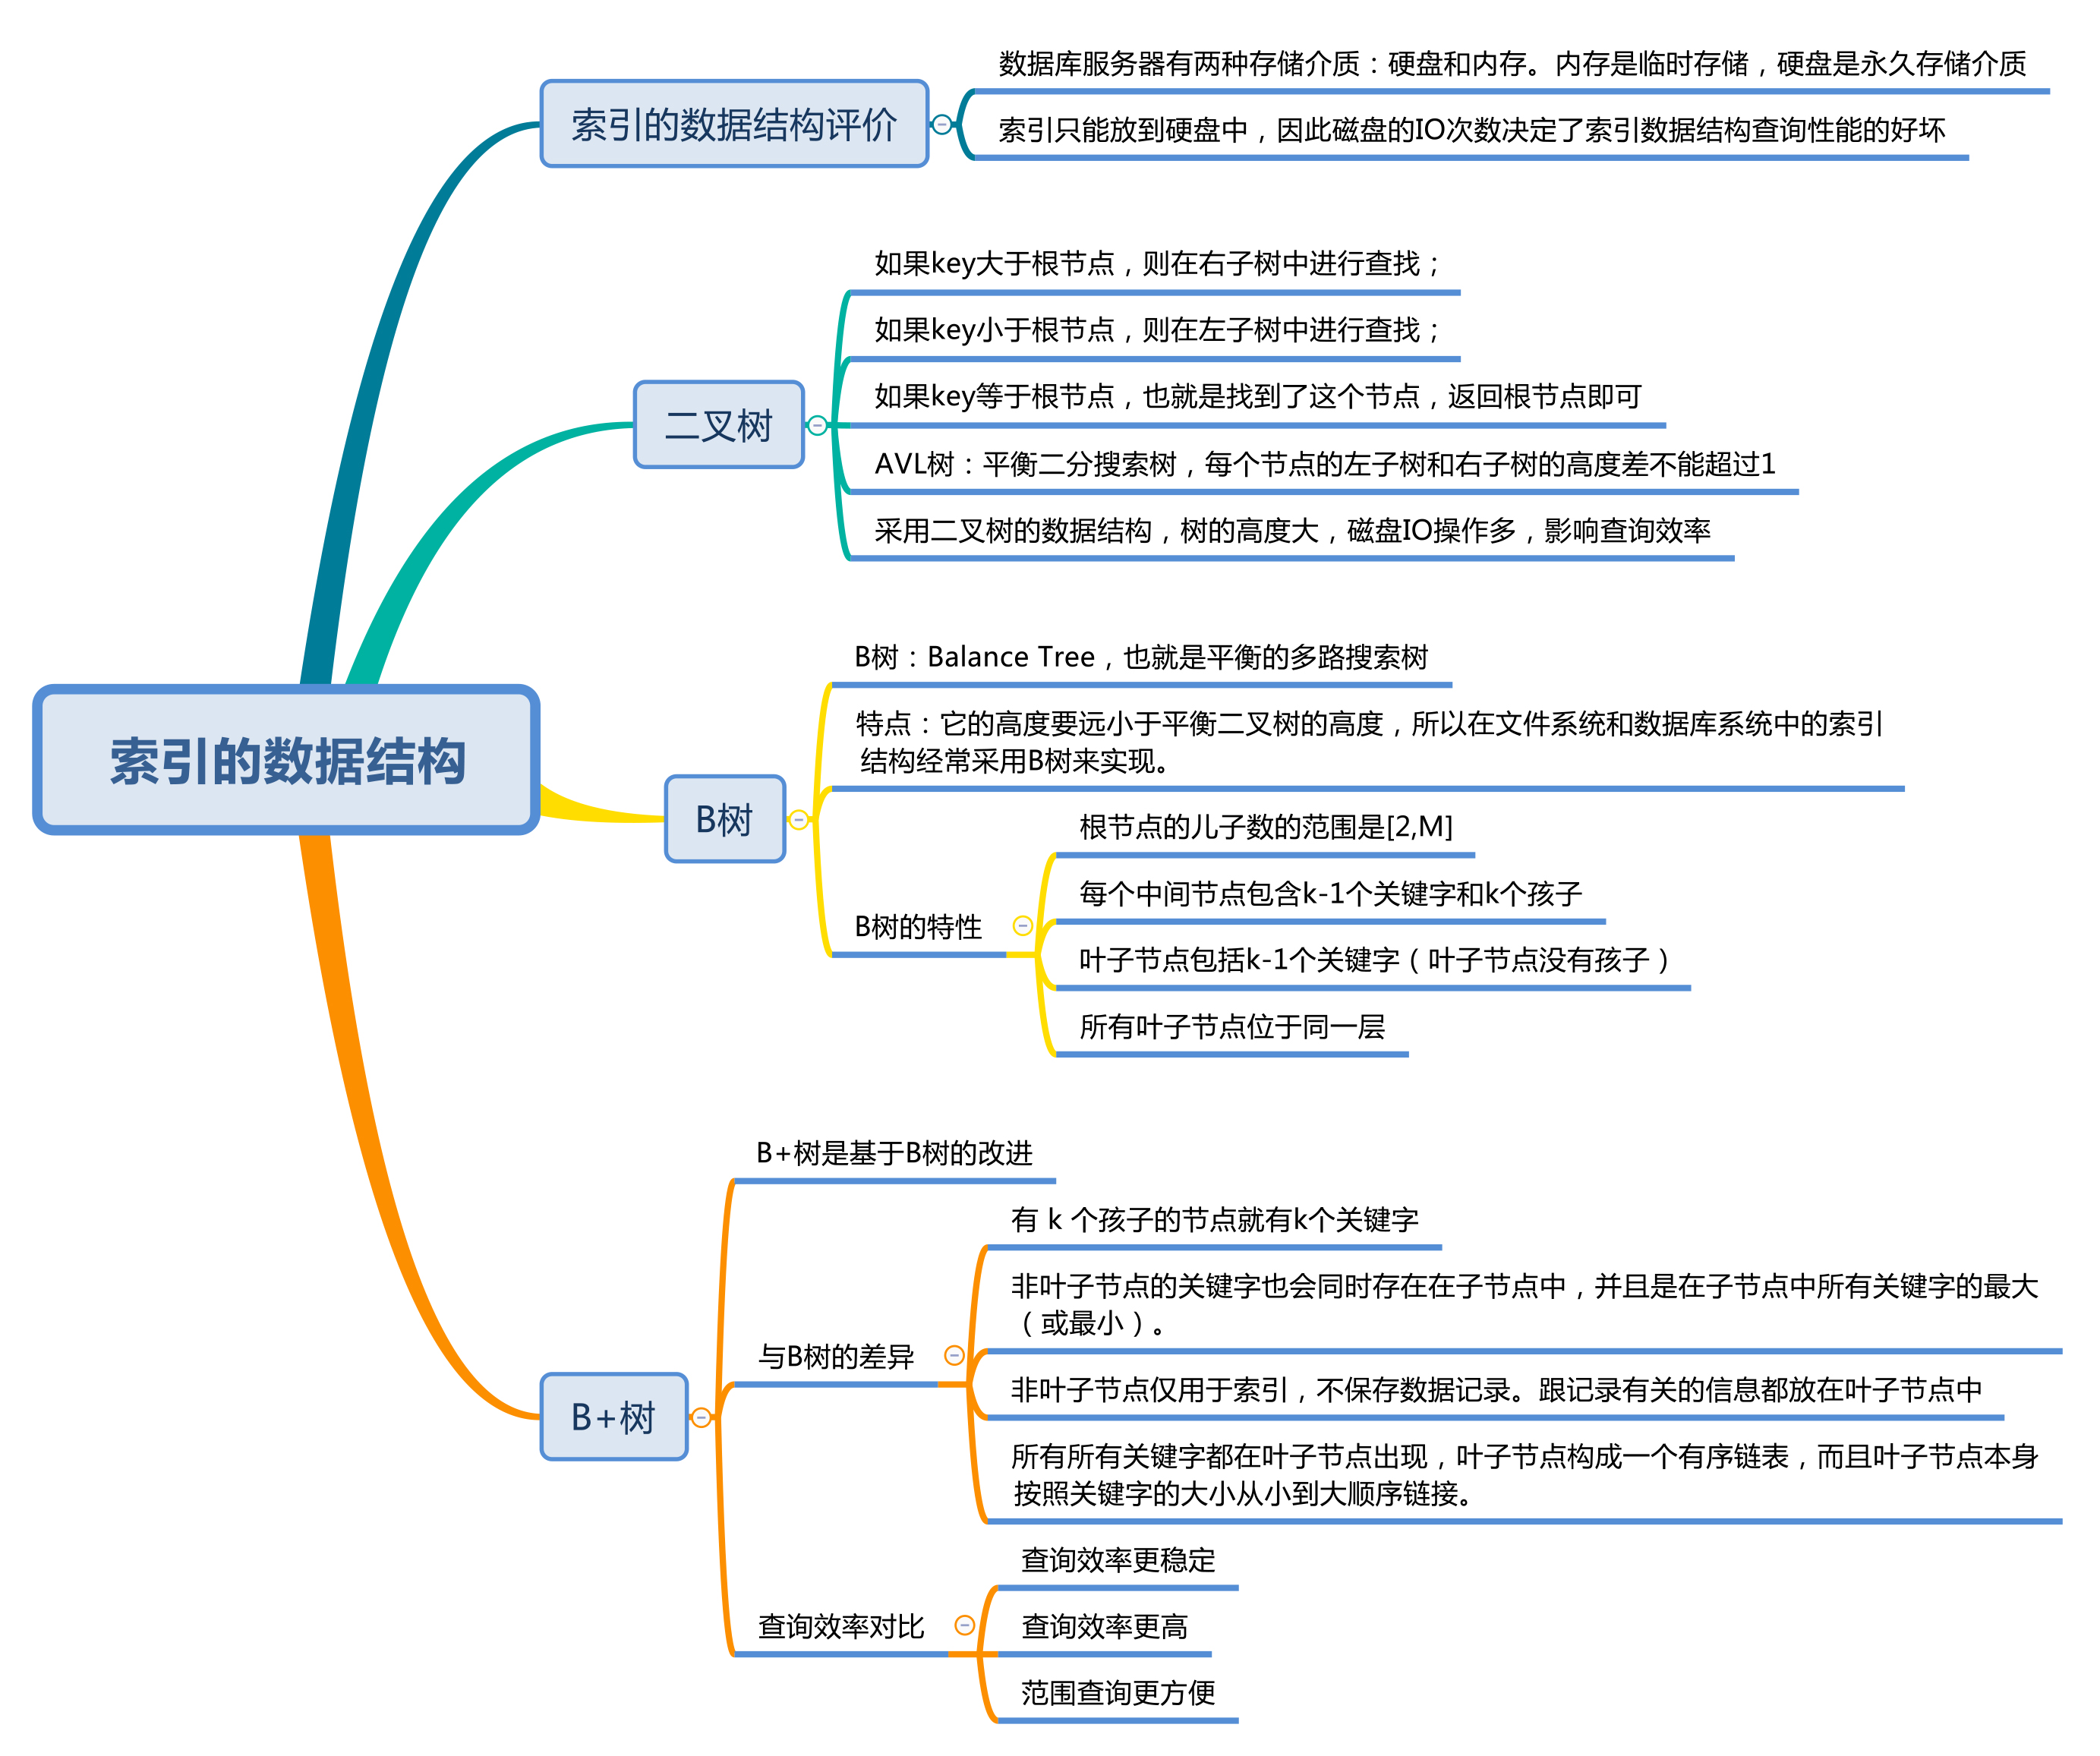 索引的数据结构
索引的数据结构评价
数据库服务器有两种存储介质：硬盘和内存。内存是临时存储，硬盘是永久存储介质
索引只能放到硬盘中，因此磁盘的IO次数决定了索引数据结构查询性能的好坏
二叉树
如果key大于根节点，则在右子树中进行查找；
如果key小于根节点，则在左子树中进行查找；
如果key等于根节点，也就是找到了这个节点，返回根节点即可
AVL树：平衡二分搜索树，每个节点的左子树和右子树的高度差不能超过1
采用二叉树的数据结构，树的高度大，磁盘IO操作多，影响查询效率
B树
B树：Balance Tree，也就是平衡的多路搜索树
特点：它的高度要远小于平衡二叉树的高度，所以在文件系统和数据库系统中的索引
结构经常采用B树来实现。
B树的特性
根节点的儿子数的范围是[2,M]
每个中间节点包含k-1个关键字和k个孩子
叶子节点包括k-1个关键字（叶子节点没有孩子）
所有叶子节点位于同一层
B+树
B+树是基于B树的改进
与B树的差异
有 k 个孩子的节点就有k个关键字
非叶子节点的关键字也会同时存在在子节点中，并且是在子节点中所有关键字的最大
（或最小）。
非叶子节点仅用于索引，不保存数据记录。跟记录有关的信息都放在叶子节点中
所有所有关键字都在叶子节点出现，叶子节点构成一个有序链表，而且叶子节点本身
按照关键字的大小从小到大顺序链接。
查询效率对比
查询效率更稳定
查询效率更高
范围查询更方便